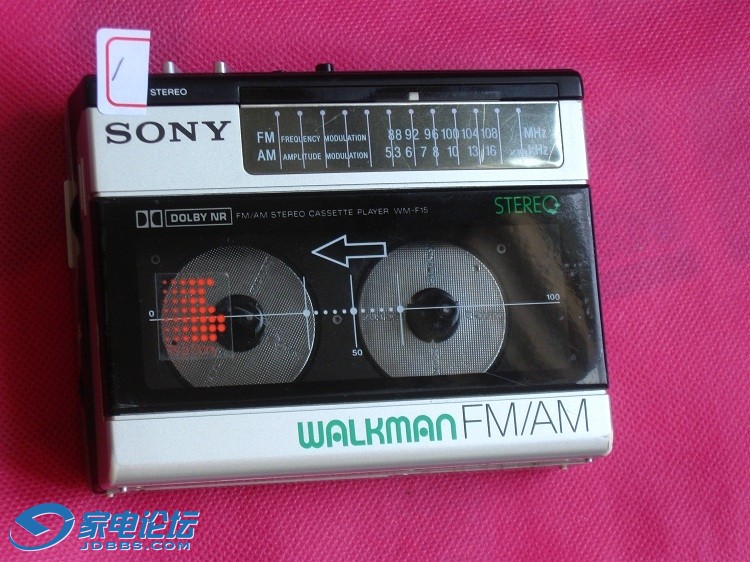 1
STEREO
SONY
FM FREQUENCY MODULATION 88 92 96 100 104 108 MHz
AM AMPLITUDE MODULATION 5.3 6 7 8 10 13 16 kHz
DOLBY NR FM/AM STEREO CASSETTE PLAYER WM-F15 STEREO
0 50 100
WALKMAN FM/AM
家电论坛
JDBBS.COM